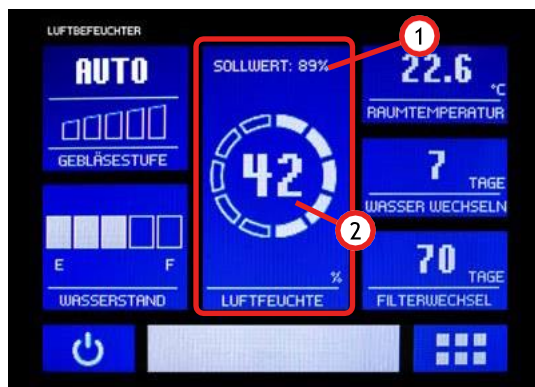 LUFTBEFEUCHTER
AUTO
GEBLÄSESTUFE
E F
WASSERSTAND
SOLLWERT: 89%
1
42
2
%
LUFTFEUCHTE
22.6 °C
RAUMTEMPERATUR
7 TAGE
WASSER WECHSELN
70 TAGE
FILTERWECHSEL